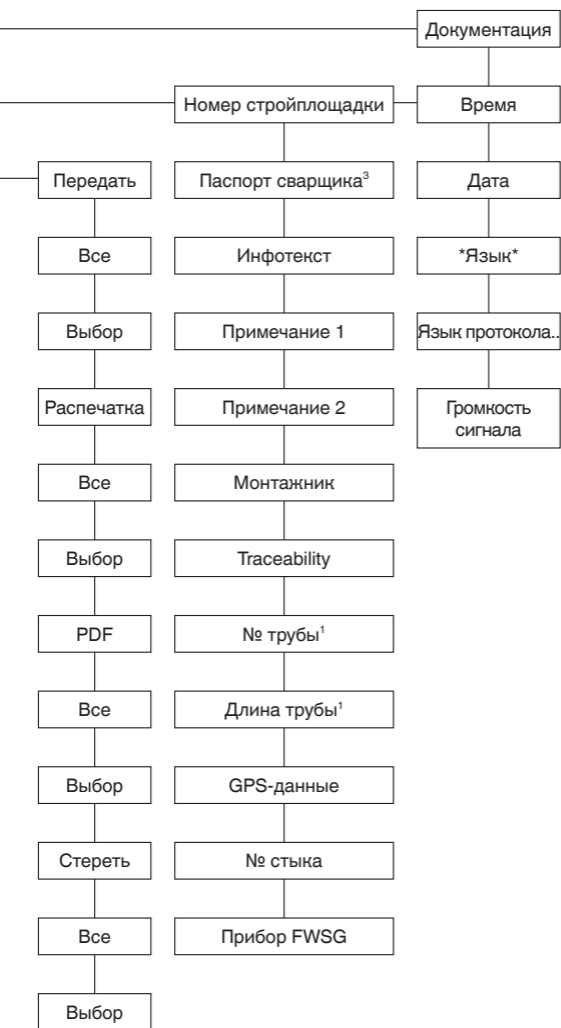 Документация
Номер стройплощадки
Время
Передать
Паспорт сварщика³
Дата
Все
Инфотекст
*Язык*
Выбор
Примечание 1
Язык протокола..
Распечатка
Примечание 2
Громкость
сигнала
Все
Монтажник
Выбор
Traceability
PDF
№ трубы¹
Все
Длина трубы¹
Выбор
GPS-данные
Стереть
№ стыка
Все
Прибор FWSG
Выбор